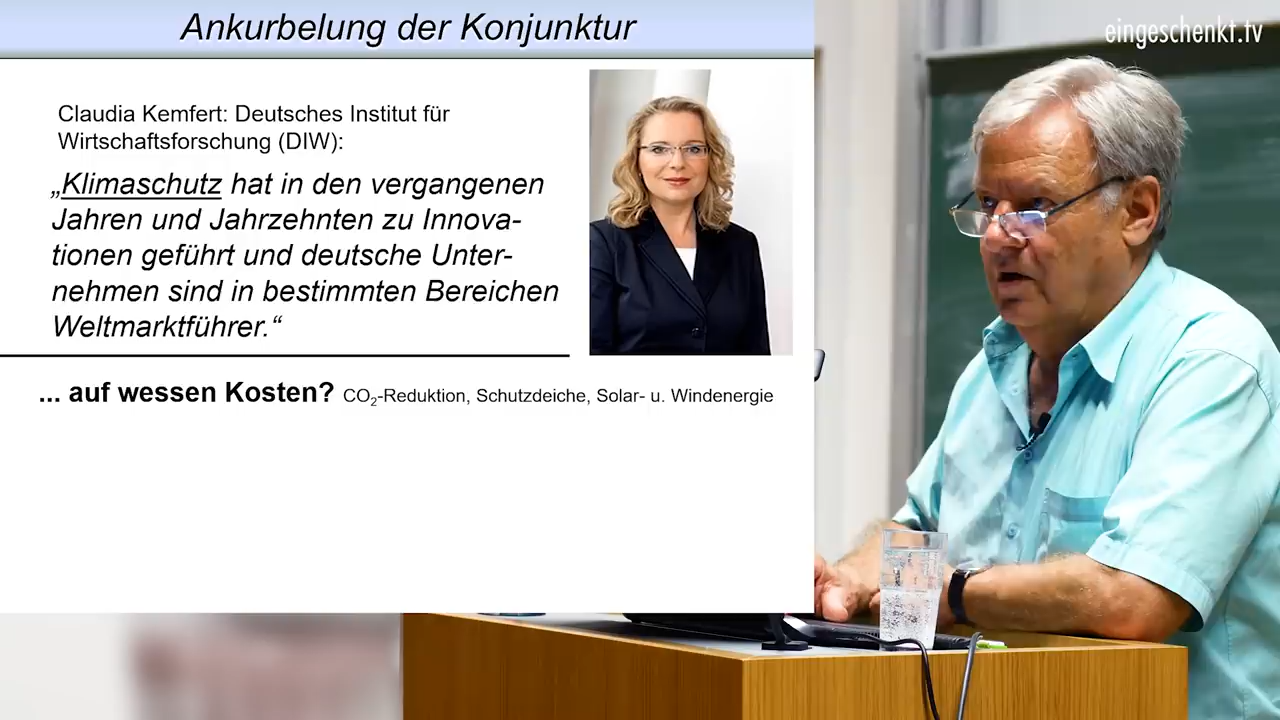 Ankurbelung der Konjunktur
eingeschenkt.tv
Claudia Kemfert: Deutsches Institut für
Wirtschaftsforschung (DIW):
„Klimaschutz hat in den vergangenen
Jahren und Jahrzehnten zu Innova-
tionen geführt und deutsche Unter-
nehmen sind in bestimmten Bereichen
Weltmarktführer.“
... auf wessen Kosten? CO₂-Reduktion, Schutzdeiche, Solar- u. Windenergie